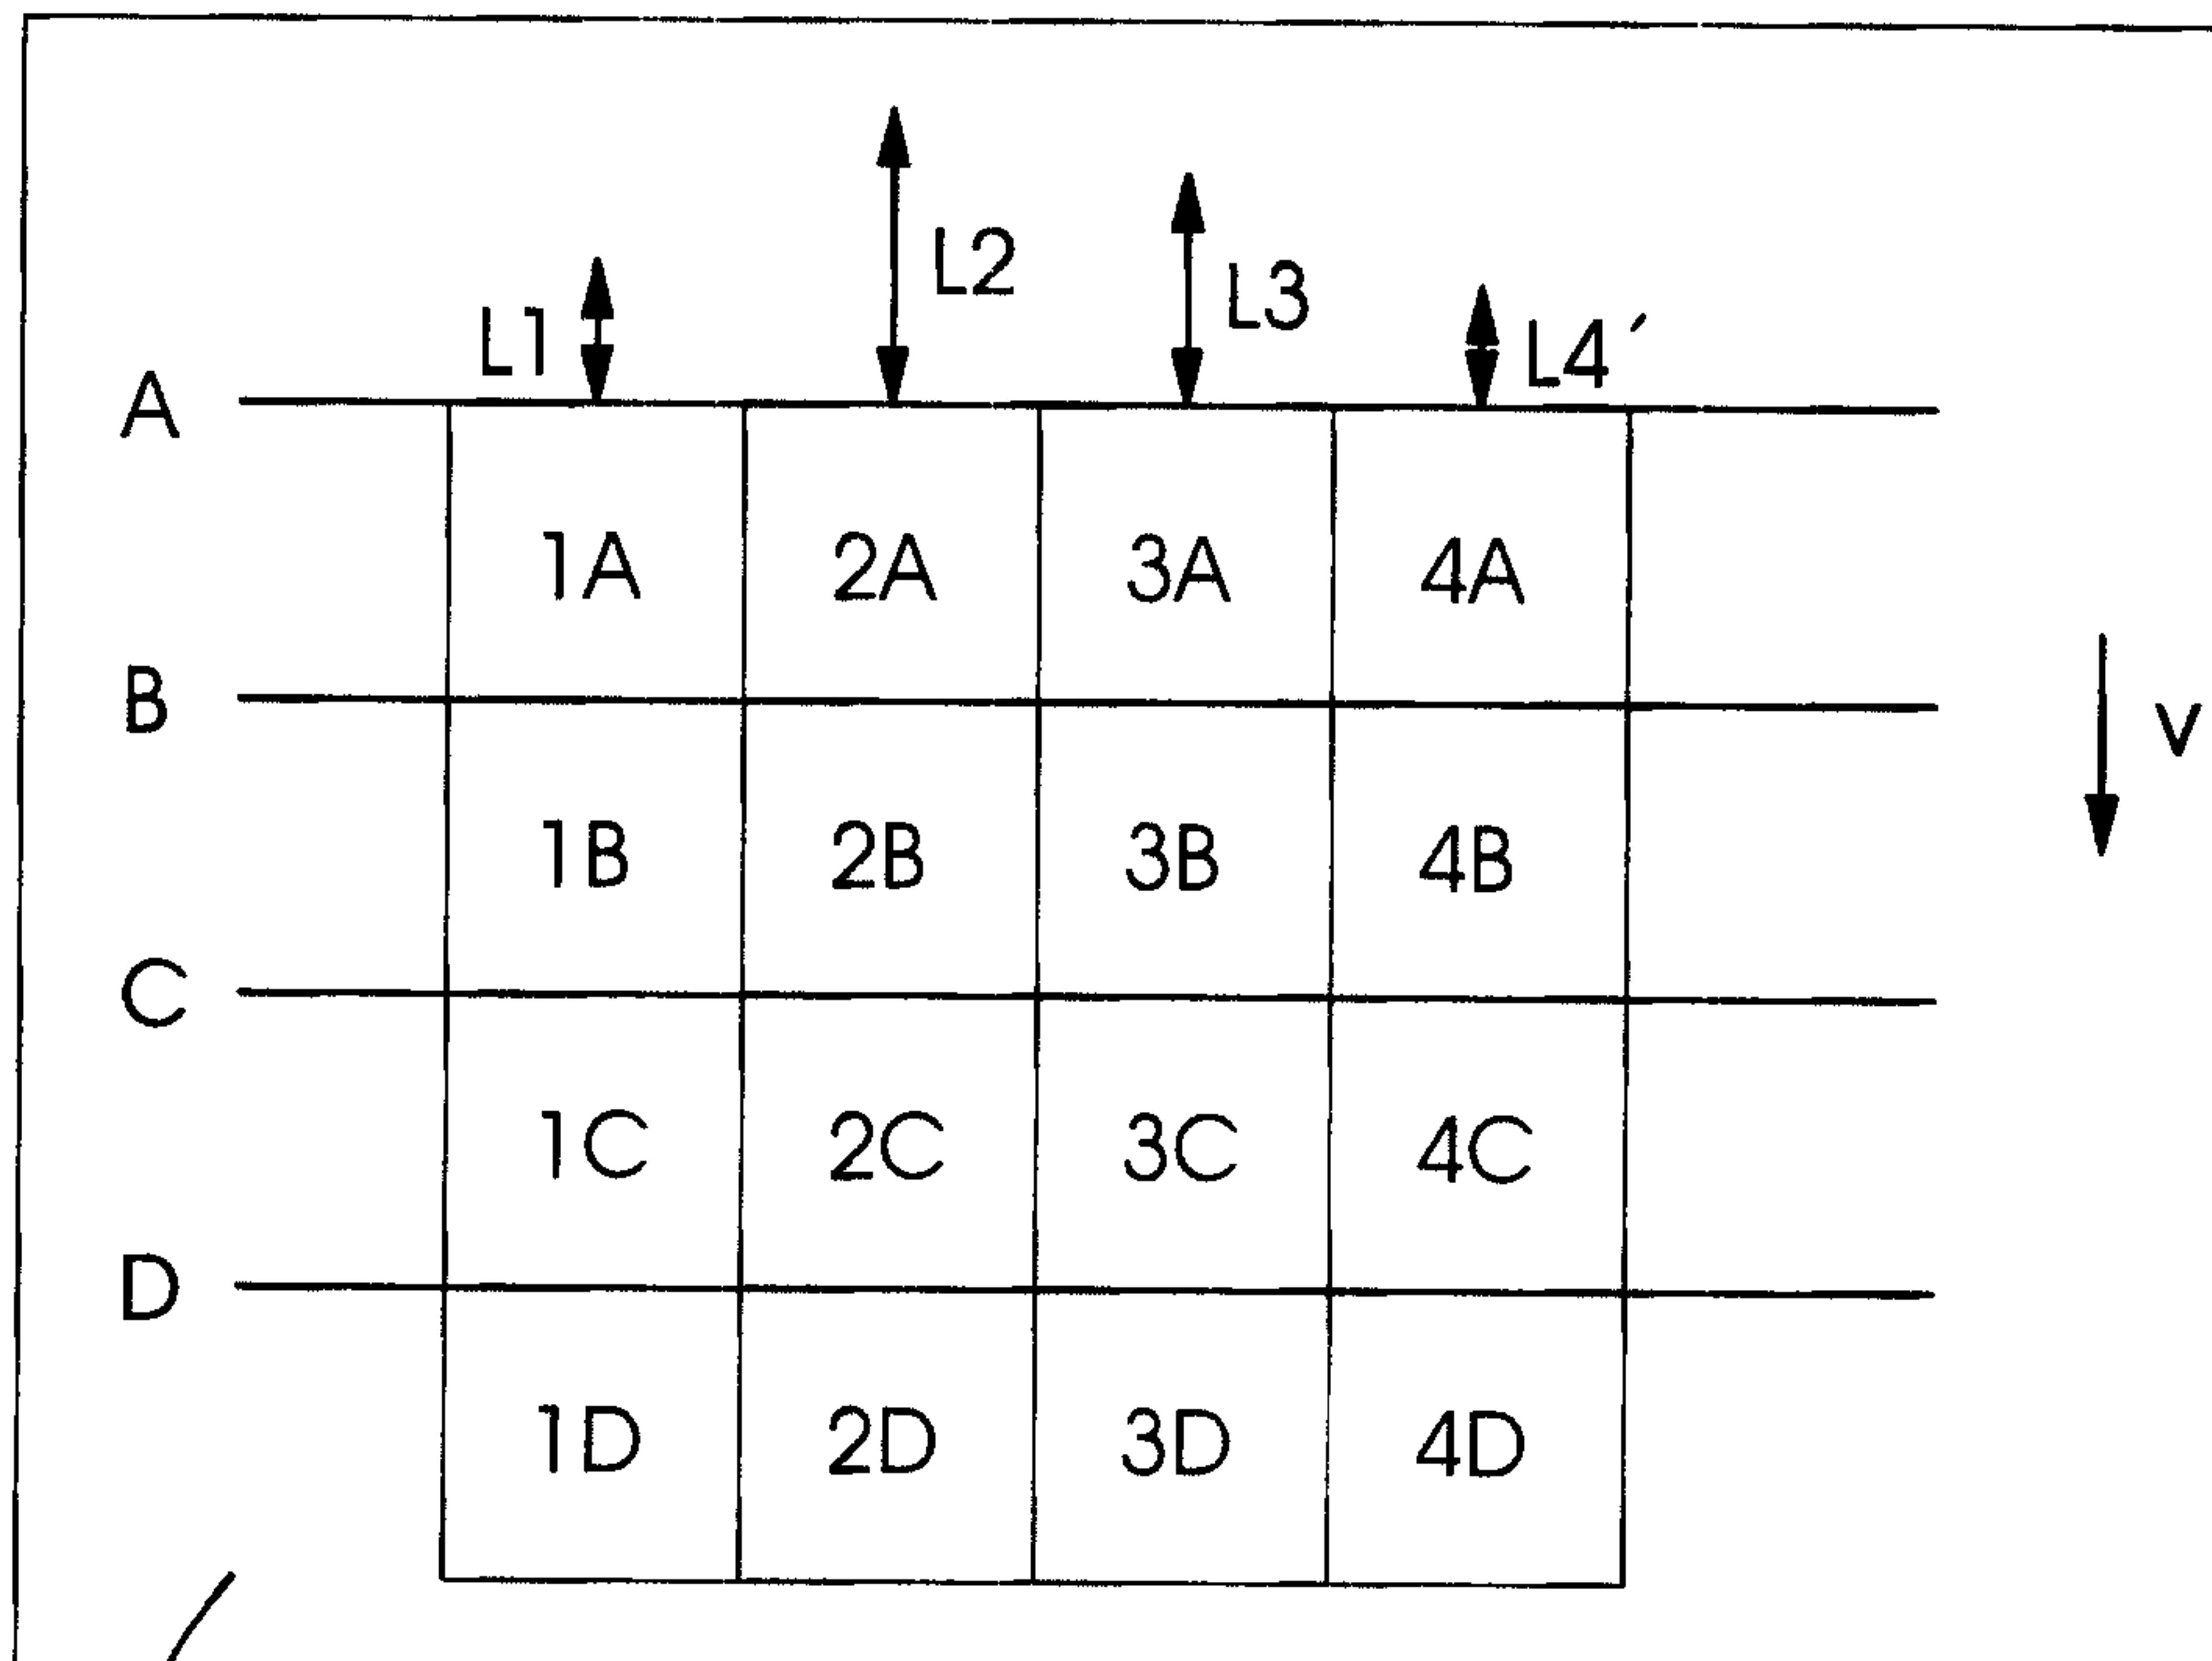 L2
L3
L1
L4´
A
1A 2A 3A 4A
B
v
1B 2B 3B 4B
C
1C 2C 3C 4C
D
1D 2D 3D 4D